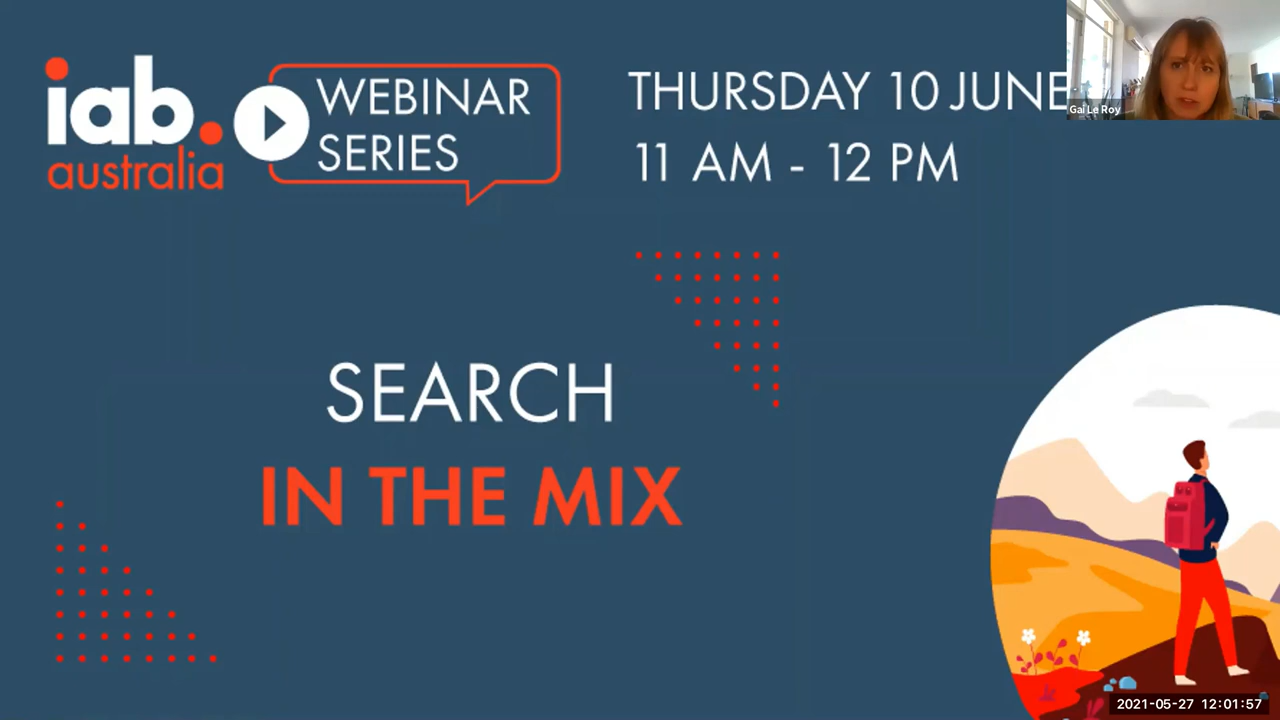 iab.
australia
WEBINAR
SERIES
THURSDAY 10 JUNE
11 AM - 12 PM
Gai Le Roy
SEARCH
IN THE MIX
2021-05-27 12:01:57